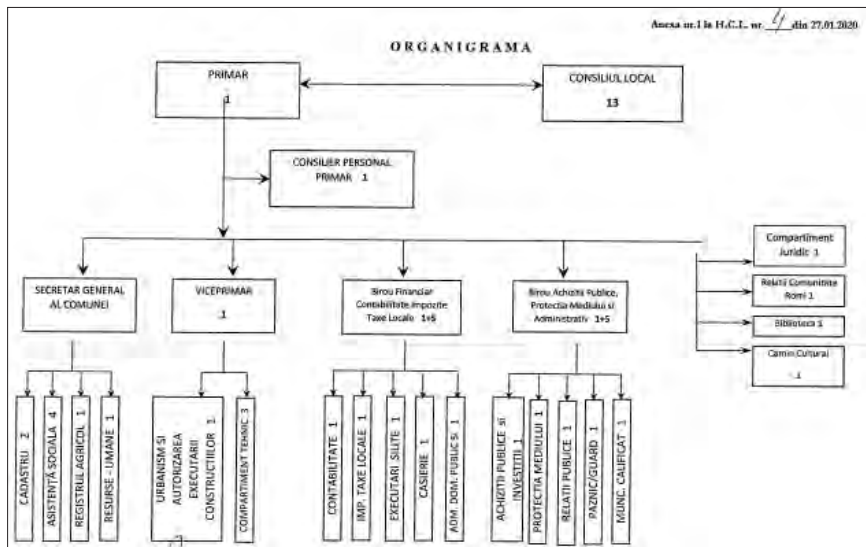 Anexa nr.1 la H.C.L. nr. 4 din 27.01.2020
ORGANIGRAMA
PRIMAR
1
CONSILIUL LOCAL
13
CONSILIER PERSONAL
PRIMAR 1
SECRETAR GENERAL
AL COMUNEI
VICEPRIMAR
1
Birou Financiar
Contabilitate Impozite
Taxe Locale 1+5
Birou Achizitii Publice,
Protectia Mediului si
Administrativ 1+5
Compartiment
Juridic 1
Relatii Comunitate
Romi 1
Biblioteca 1
Camin Cultural
1
CADASTRU 2
ASISTENȚĂ SOCIALA 4
REGISTRUL AGRICOL 1
RESURSE - UMANE 1
URBANISM SI
AUTORIZAREA
EXECUTARII
CONSTRUCTIILOR 1
COMPARTIMENT TEHNIC 3
CONTABILITATE 1
IMP. TAXE LOCALE 1
EXECUTARI SILITE 1
CASIERIE 1
ADM. DOM. PUBLIC SI 1
ACHIZITII PUBLICE si
INVESTITII 1
PROTECTIA MEDIULUI 1
RELATII PUBLICE 1
PAZNIC/GUARD 1
MUNC. CALIFICAT 1